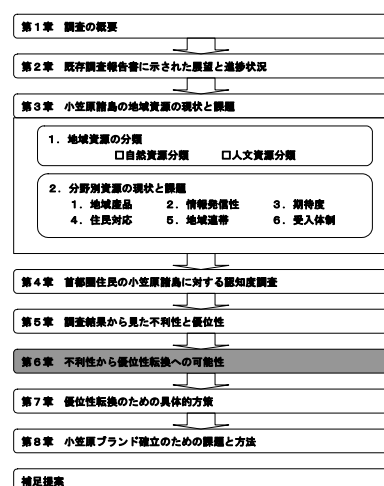 第1章　調査の概要
第2章　既存調査報告書に示された展望と進捗状況
第3章　小笠原諸島の地域資源の現状と課題
1．地域資源の分類
□自然資源分類　□人文資源分類
2．分野別資源の現状と課題
1．地域産品　2．情報発信性　3．期待度
4．住民対応　5．地域連帯　6．受入体制
第4章　首都圏住民の小笠原諸島に対する認知度調査
第5章　調査結果から見た不利性と優位性
第6章　不利性から優位性転換への可能性
第7章　優位性転換のための具体的方策
第8章　小笠原ブランド確立のための課題と方法
補足提案